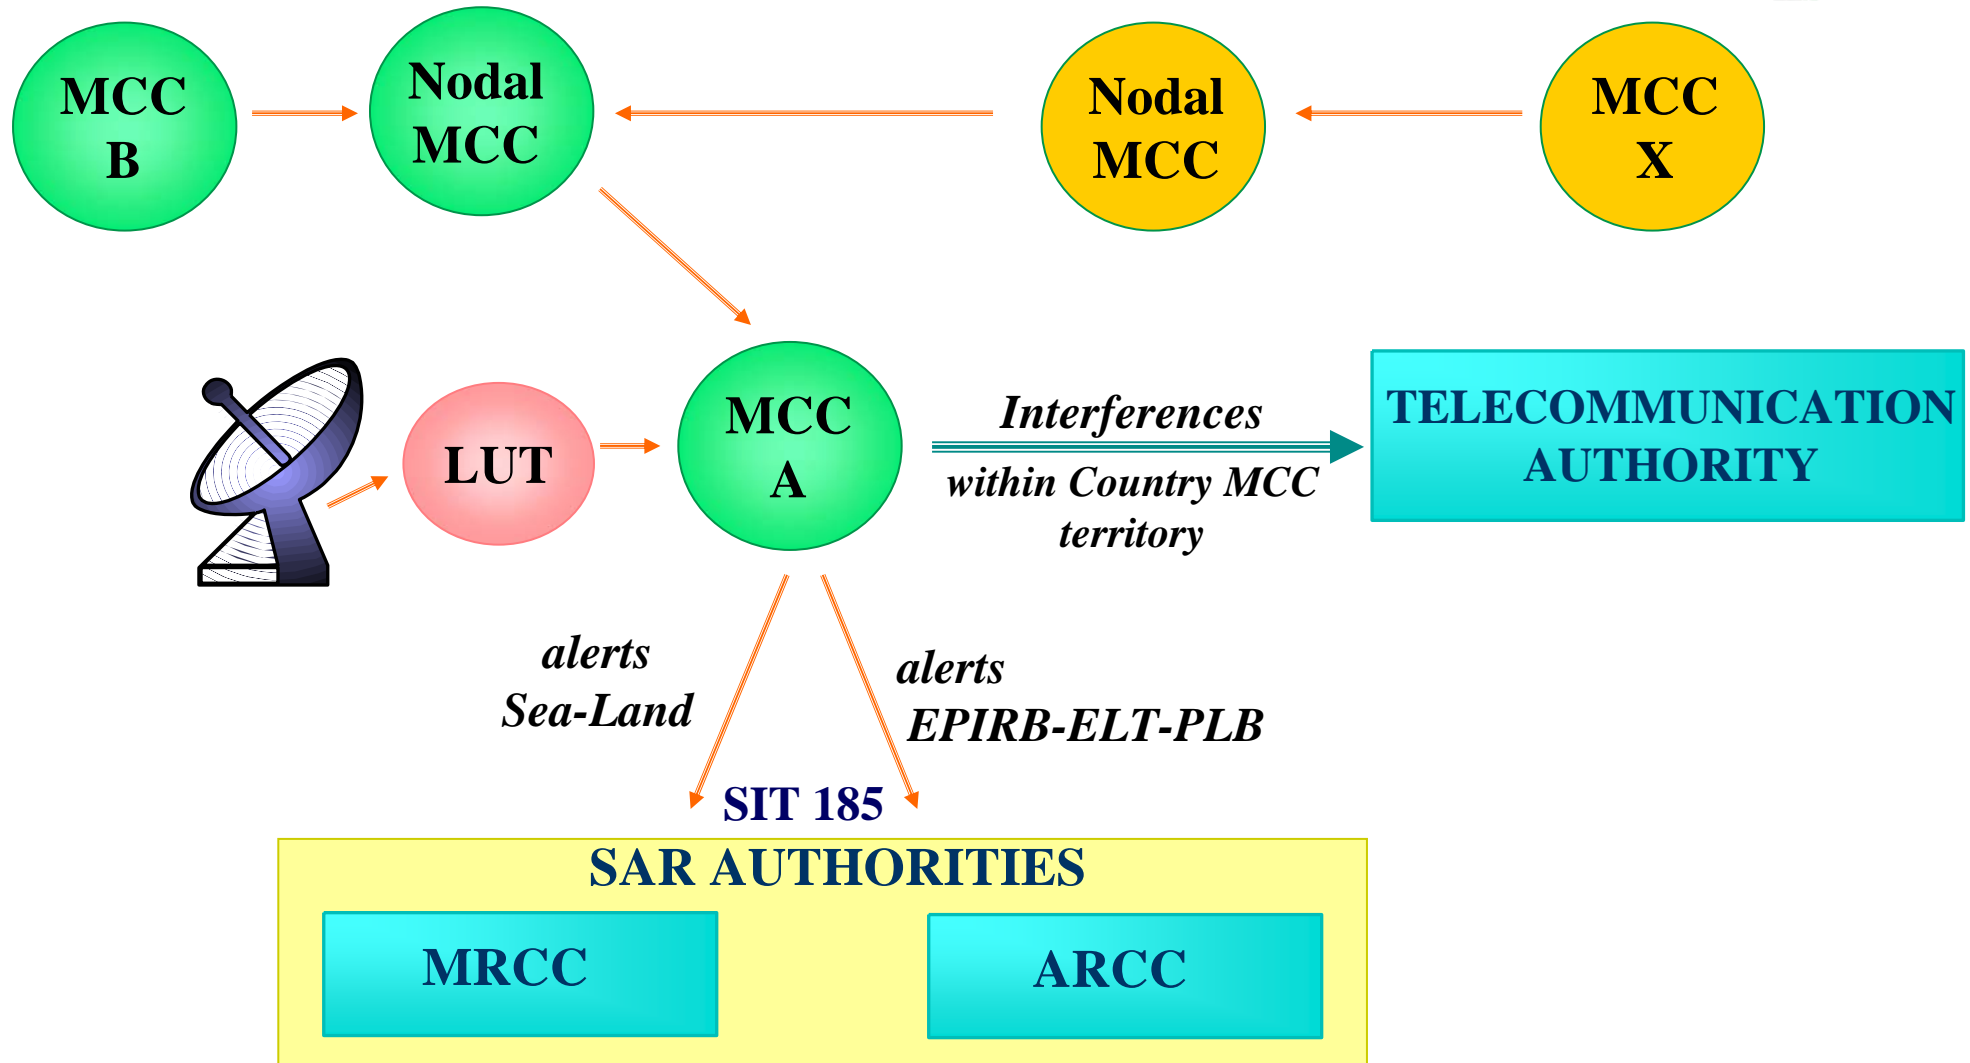 MCC
B
Nodal
MCC
Nodal
MCC
MCC
X
LUT
MCC
A
Interferences
within Country MCC
territory
TELECOMMUNICATION
AUTHORITY
alerts
Sea-Land
alerts
EPIRB-ELT-PLB
SIT 185
SAR AUTHORITIES
MRCC
ARCC